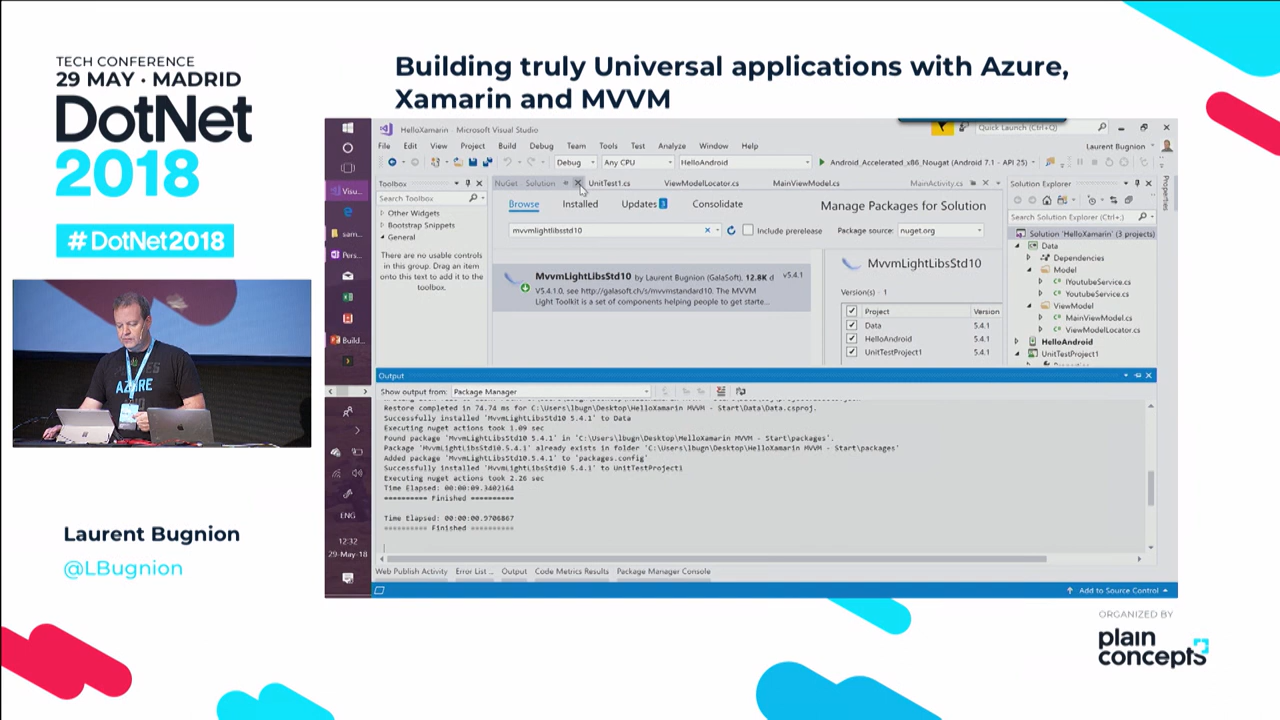 TECH CONFERENCE
29 MAY · MADRID
DotNet
2018
#DotNet2018
Building truly Universal applications with Azure,
Xamarin and MVVM
HelloXamarin - Microsoft Visual Studio
Quick Launch (Ctrl+Q)
File Edit View Project Build Debug Team Tools Test Analyze Window Help
Laurent Bugnion
Debug Any CPU HelloAndroid Android_Accelerated_x86_Nougat (Android 7.1 - API 25)
Toolbox
NuGet - Solution UnitTest1.cs ViewModelLocator.cs MainViewModel.cs MainActivity.cs
Solution Explorer
Properties
Search Toolbox
Other Widgets
Bootstrap Snippets
General
There are no usable controls
in this group. Drag an item
onto this text to add it to the
toolbox.
Browse Installed Updates 3 Consolidate
Manage Packages for Solution
mvvmlightlibsstd10
Include prerelease
Package source: nuget.org
MvvmLightLibsStd10 by Laurent Bugnion (GalaSoft) 12.8K d v5.4.1
V5.4.1.0, see http://galasoft.ch/s/mvvmstandard10. The MVVM
Light Toolkit is a set of components helping people to get starte...
MvvmLightLibsStd10
Version(s) - 1
Project Version
Data 5.4.1
HelloAndroid 5.4.1
UnitTestProject1 5.4.1
Search Solution Explorer (Ctrl+;)
Solution 'HelloXamarin' (3 projects)
Data
Dependencies
Model
IYoutubeService.cs
YoutubeService.cs
ViewModel
MainViewModel.cs
ViewModelLocator.cs
HelloAndroid
UnitTestProject1
Visu...
sam...
Pers...
Build...
ENG
12:32
29-May-18
Output
Show output from: Package Manager
Restore completed in 74.74 ms for C:\Users\lbugn\Desktop\HelloXamarin MVVM - Start\Data\Data.csproj.
Successfully installed 'MvvmLightLibsStd10 5.4.1' to Data
Executing nuget actions took 1.09 sec
Found package 'MvvmLightLibsStd10 5.4.1' in 'C:\Users\lbugn\Desktop\HelloXamarin MVVM - Start\packages'.
Package 'MvvmLightLibsStd10.5.4.1' already exists in folder 'C:\Users\lbugn\Desktop\HelloXamarin MVVM - Start\packages'
Added package 'MvvmLightLibsStd10.5.4.1' to 'packages.config'
Successfully installed 'MvvmLightLibsStd10 5.4.1' to UnitTestProject1
Executing nuget actions took 2.26 sec
Time Elapsed: 00:00:09.3402164
========== Finished ==========
Time Elapsed: 00:00:00.9706867
========== Finished ==========
Web Publish Activity Error List ... Output Code Metrics Results Package Manager Console
Add to Source Control
AZURE
Laurent Bugnion
@LBugnion
ORGANIZED BY
plain
concepts